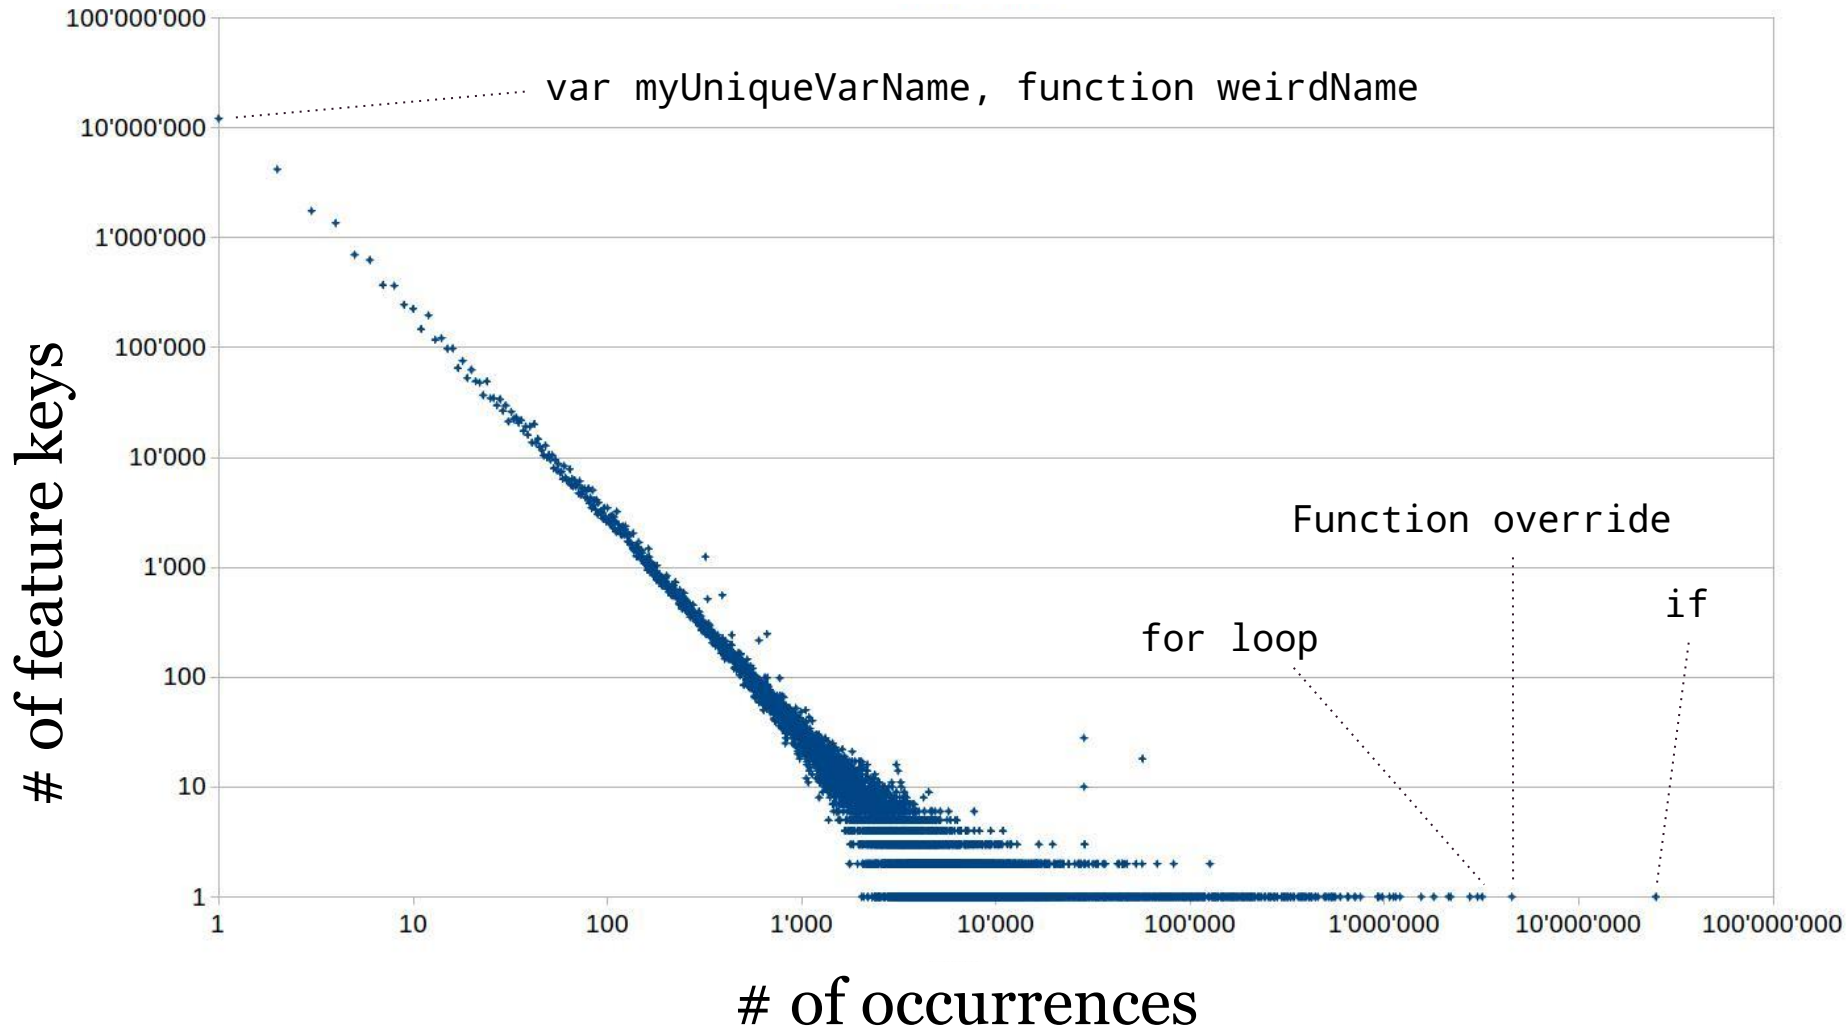 100'000'000
var myUniqueVarName, function weirdName
10'000'000
1'000'000
100'000
10'000
Function override
1'000
if
for loop
100
10
1
# of feature keys
1 10 100 1'000 10'000 100'000 1'000'000 10'000'000 100'000'000
# of occurrences